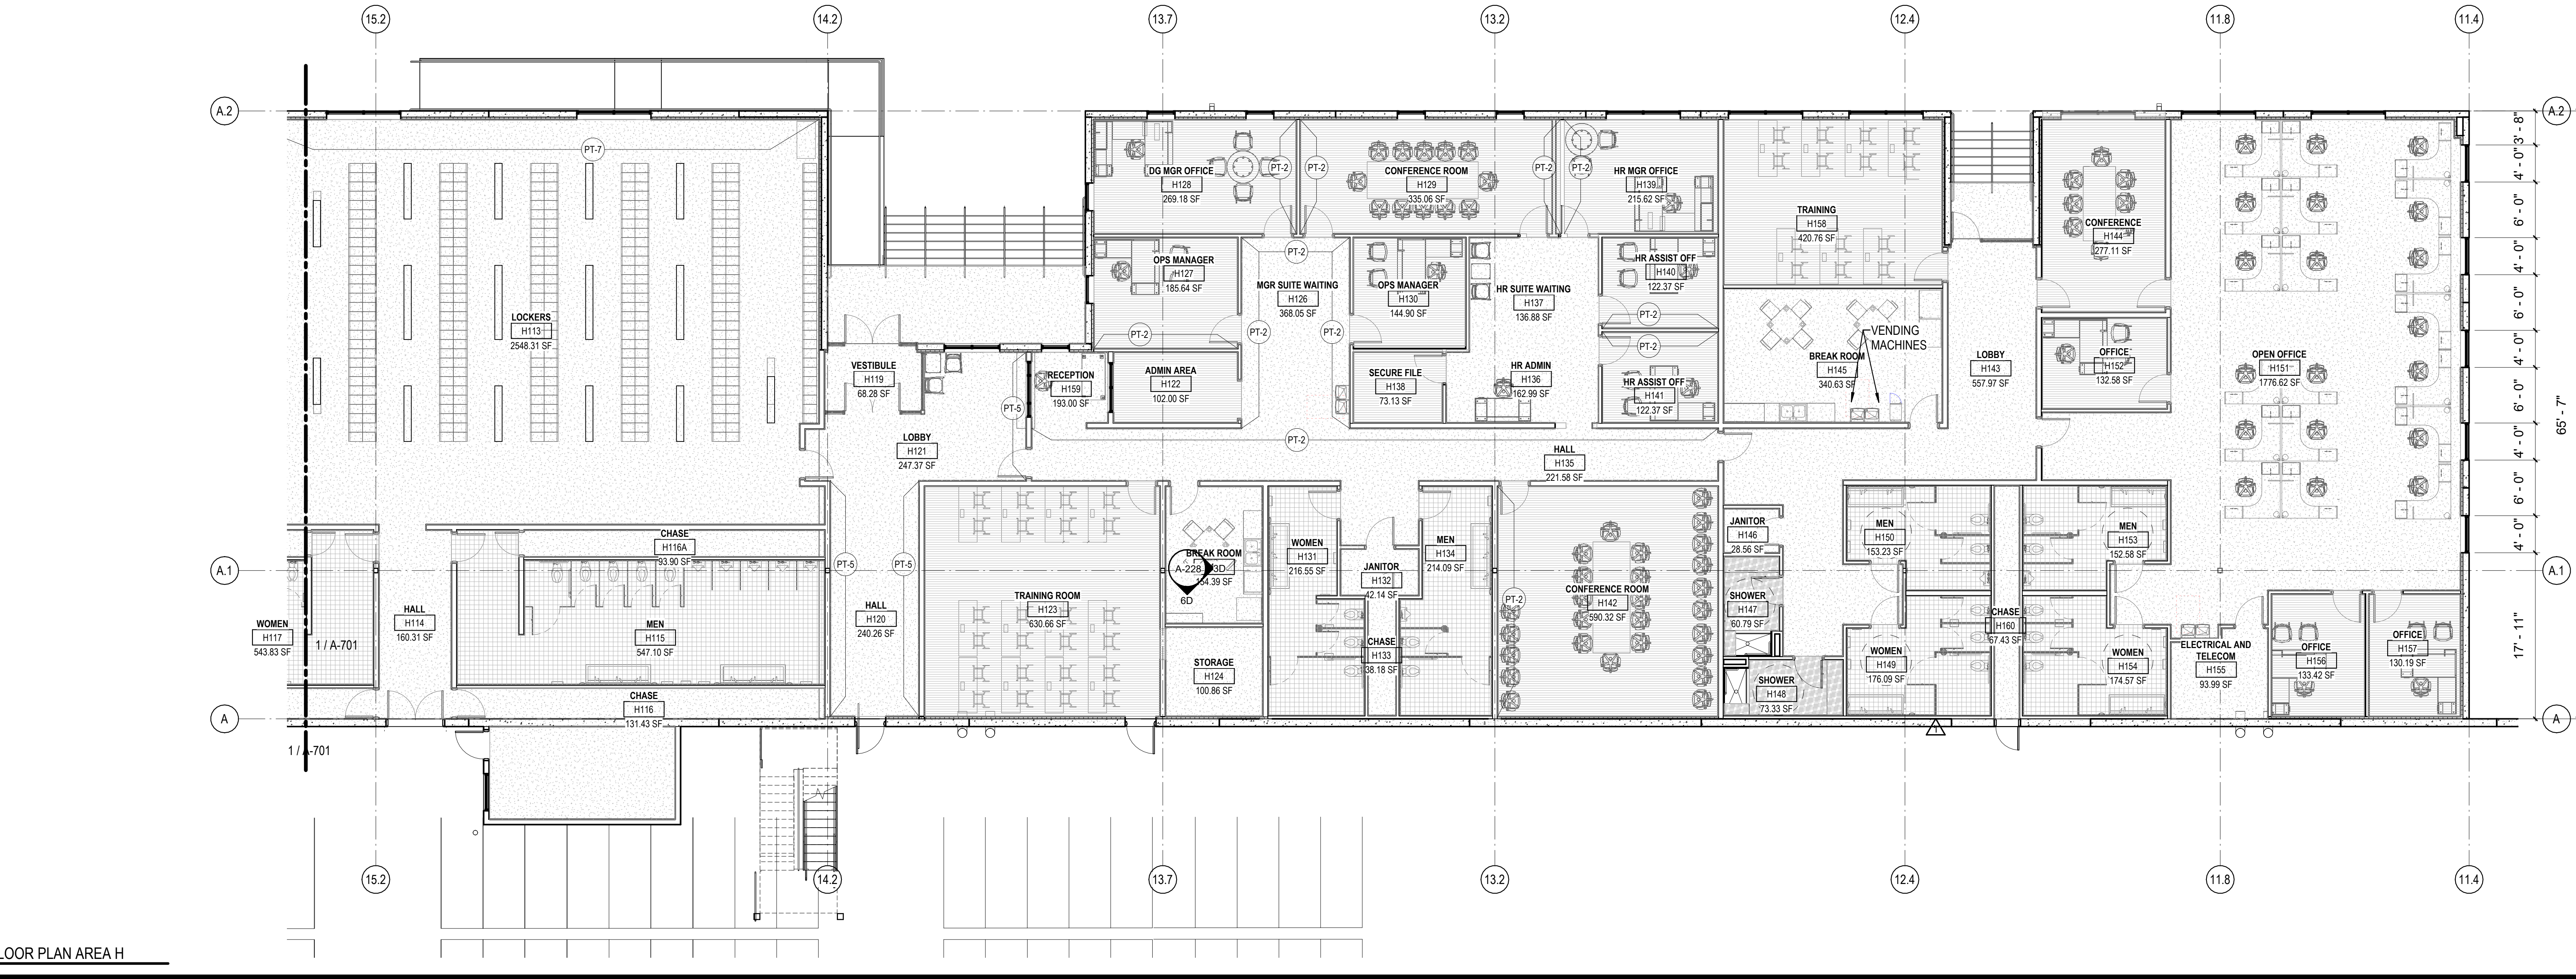 15.2
14.2
13.7
13.2
12.4
11.8
11.4
A.2
A.2
3' - 8"
4' - 0"
6' - 0"
4' - 0"
6' - 0"
4' - 0"
6' - 0"
4' - 0"
6' - 0"
4' - 0"
65' - 7"
17' - 11"
PT-7
LOCKERS
H113
2548.31 SF
DG MGR OFFICE
H128
269.18 SF
PT-2
PT-2
CONFERENCE ROOM
H129
335.06 SF
PT-2
PT-2
HR MGR OFFICE
H139
215.62 SF
TRAINING
H158
420.76 SF
CONFERENCE
H144
277.11 SF
OPS MANAGER
H127
185.64 SF
PT-2
PT-2
MGR SUITE WAITING
H126
368.05 SF
PT-2
PT-2
OPS MANAGER
H130
144.90 SF
HR SUITE WAITING
H137
136.88 SF
HR ASSIST OFF
H140
122.37 SF
PT-2
PT-2
HR ASSIST OFF
H141
122.37 SF
VENDING
MACHINES
BREAK ROOM
H145
340.63 SF
LOBBY
H143
557.97 SF
OFFICE
H152
132.58 SF
OPEN OFFICE
H151
1776.62 SF
VESTIBULE
H119
68.28 SF
RECEPTION
H159
193.00 SF
PT-5
ADMIN AREA
H122
102.00 SF
SECURE FILE
H138
73.13 SF
HR ADMIN
H136
162.99 SF
LOBBY
H121
247.37 SF
PT-2
HALL
H135
221.58 SF
CHASE
H116A
93.90 SF
A.1
A.1
WOMEN
H117
543.83 SF
1 / A-701
HALL
H114
160.31 SF
MEN
H115
547.10 SF
CHASE
H116
131.43 SF
PT-5
PT-5
HALL
H120
240.26 SF
TRAINING ROOM
H123
630.66 SF
BREAK ROOM
A-228
3D
134.39 SF
6D
STORAGE
H124
100.86 SF
WOMEN
H131
216.55 SF
JANITOR
H132
42.14 SF
CHASE
H133
38.18 SF
MEN
H134
214.09 SF
PT-2
CONFERENCE ROOM
H142
590.32 SF
JANITOR
H146
28.56 SF
SHOWER
H147
60.79 SF
SHOWER
H148
73.33 SF
MEN
H150
153.23 SF
WOMEN
H149
176.09 SF
CHASE
H160
67.43 SF
MEN
H153
152.58 SF
WOMEN
H154
174.57 SF
ELECTRICAL AND
TELECOM
H155
93.99 SF
OFFICE
H156
133.42 SF
OFFICE
H157
130.19 SF
A
A
1
1 / A-701
15.2
14.2
13.7
13.2
12.4
11.8
11.4
LOOR PLAN AREA H